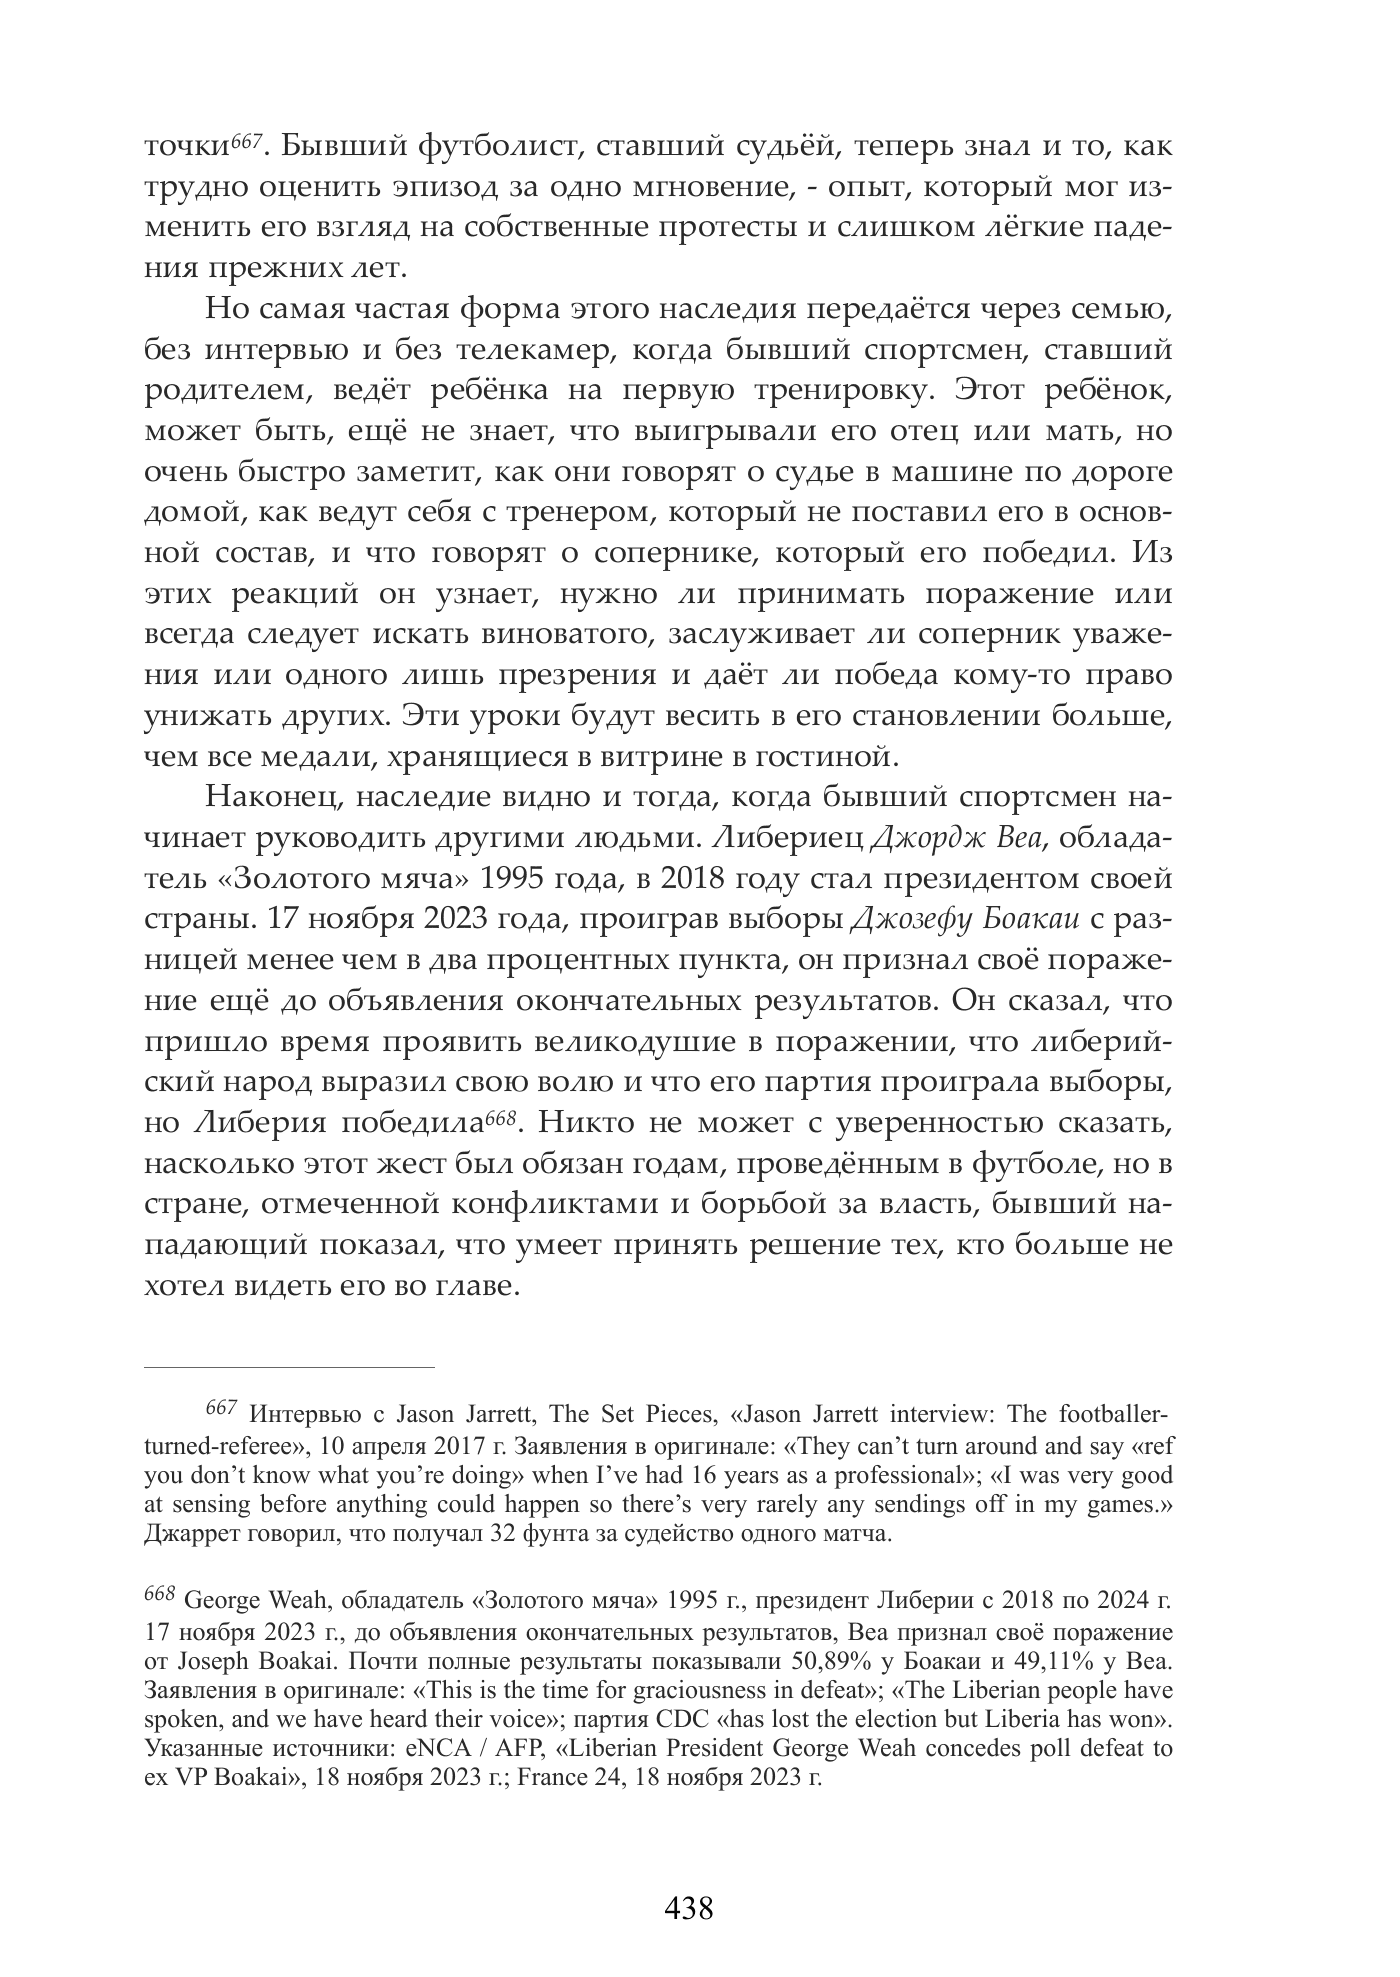 точки667. Бывший футболист, ставший судьёй, теперь знал и то, как
трудно оценить эпизод за одно мгновение, - опыт, который мог из-
менить его взгляд на собственные протесты и слишком лёгкие паде-
ния прежних лет.
Но самая частая форма этого наследия передаётся через семью,
без интервью и без телекамер, когда бывший спортсмен, ставший
родителем, ведёт ребёнка на первую тренировку. Этот ребёнок,
может быть, ещё не знает, что выигрывали его отец или мать, но
очень быстро заметит, как они говорят о судье в машине по дороге
домой, как ведут себя с тренером, который не поставил его в основ-
ной состав, и что говорят о сопернике, который его победил. Из
этих реакций он узнает, нужно ли принимать поражение или
всегда следует искать виноватого, заслуживает ли соперник уваже-
ния или одного лишь презрения и даёт ли победа кому-то право
унижать других. Эти уроки будут весить в его становлении больше,
чем все медали, хранящиеся в витрине в гостиной.
Наконец, наследие видно и тогда, когда бывший спортсмен на-
чинает руководить другими людьми. Либериец Джордж Веа, облада-
тель «Золотого мяча» 1995 года, в 2018 году стал президентом своей
страны. 17 ноября 2023 года, проиграв выборы Джозефу Боакаи с раз-
ницей менее чем в два процентных пункта, он признал своё пораже-
ние ещё до объявления окончательных результатов. Он сказал, что
пришло время проявить великодушие в поражении, что либерий-
ский народ выразил свою волю и что его партия проиграла выборы,
но Либерия победила668. Никто не может с уверенностью сказать,
насколько этот жест был обязан годам, проведённым в футболе, но в
стране, отмеченной конфликтами и борьбой за власть, бывший на-
падающий показал, что умеет принять решение тех, кто больше не
хотел видеть его во главе.
667 Интервью с Jason Jarrett, The Set Pieces, «Jason Jarrett interview: The footballer-
turned-referee», 10 апреля 2017 г. Заявления в оригинале: «They can’t turn around and say «ref
you don’t know what you’re doing» when I’ve had 16 years as a professional»; «I was very good
at sensing before anything could happen so there’s very rarely any sendings off in my games.»
Джаррет говорил, что получал 32 фунта за судейство одного матча.
668 George Weah, обладатель «Золотого мяча» 1995 г., президент Либерии с 2018 по 2024 г.
17 ноября 2023 г., до объявления окончательных результатов, Веа признал своё поражение
от Joseph Boakai. Почти полные результаты показывали 50,89% у Боакаи и 49,11% у Веа.
Заявления в оригинале: «This is the time for graciousness in defeat»; «The Liberian people have
spoken, and we have heard their voice»; партия CDC «has lost the election but Liberia has won».
Указанные источники: eNCA / AFP, «Liberian President George Weah concedes poll defeat to
ex VP Boakai», 18 ноября 2023 г.; France 24, 18 ноября 2023 г.
438